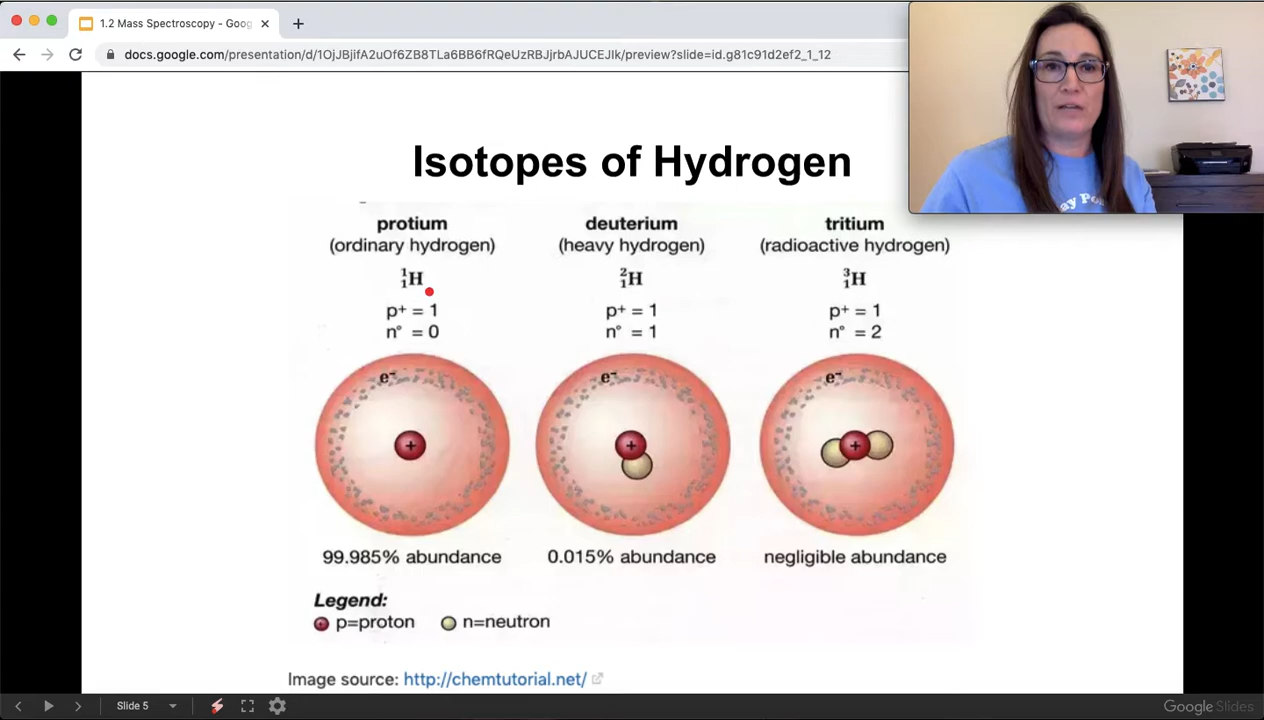 1.2 Mass Spectroscopy - Goog
docs.google.com/presentation/d/1OjJBjifA2uOf6ZB8TLa6BB6fRQeUzRBJjrbAJUCEJIk/preview?slide=id.g81c91d2ef2_1_12
Isotopes of Hydrogen
protium
(ordinary hydrogen)
¹₁H
p⁺ = 1
n° = 0
e⁻
+
99.985% abundance
deuterium
(heavy hydrogen)
²₁H
p⁺ = 1
n° = 1
e⁻
+
0.015% abundance
tritium
(radioactive hydrogen)
³₁H
p⁺ = 1
n° = 2
e⁻
+
negligible abundance
Legend:
+ p=proton n=neutron
Image source: http://chemtutorial.net/
Slide 5
Google Slides